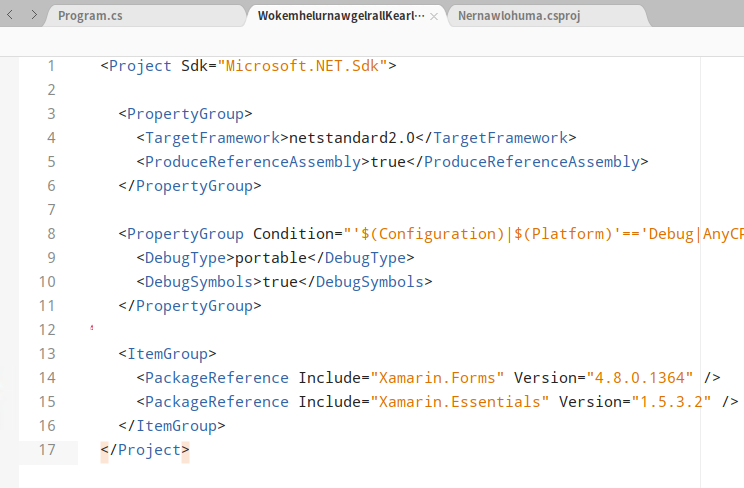 Program.cs WokemhelurnawgelrallKearl··· Nernawlohuma.csproj
1 <Project Sdk="Microsoft.NET.Sdk">
2
3 <PropertyGroup>
4 <TargetFramework>netstandard2.0</TargetFramework>
5 <ProduceReferenceAssembly>true</ProduceReferenceAssembly>
6 </PropertyGroup>
7
8 <PropertyGroup Condition="'$(Configuration)|$(Platform)'=='Debug|AnyCP
9 <DebugType>portable</DebugType>
10 <DebugSymbols>true</DebugSymbols>
11 </PropertyGroup>
12
13 <ItemGroup>
14 <PackageReference Include="Xamarin.Forms" Version="4.8.0.1364" />
15 <PackageReference Include="Xamarin.Essentials" Version="1.5.3.2" />
16 </ItemGroup>
17 </Project>